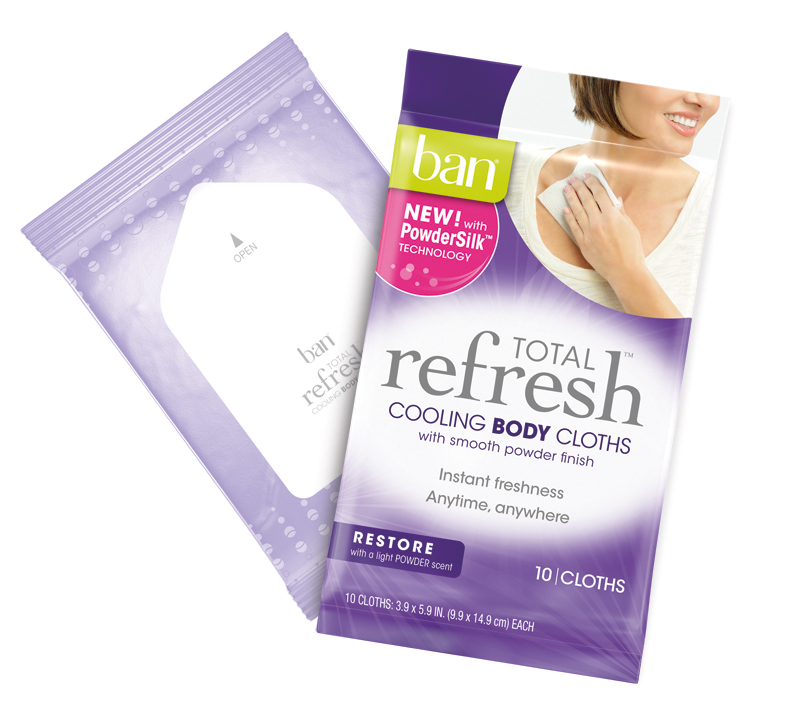 OPEN
ban
TOTAL
refresh
COOLING BODY
ban®
NEW! with
PowderSilk™
TECHNOLOGY
TOTAL
refresh™
COOLING BODY CLOTHS
with smooth powder finish
Instant freshness
Anytime, anywhere
RESTORE
with a light POWDER scent
10 | CLOTHS
10 CLOTHS: 3.9 x 5.9 IN. (9.9 x 14.9 cm) EACH